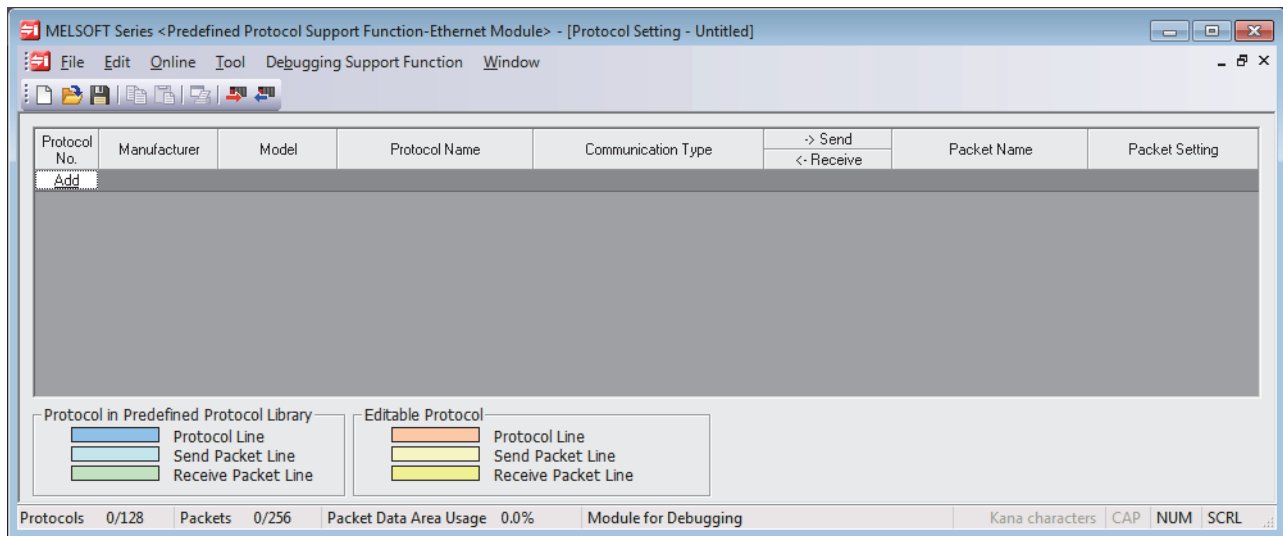 MELSOFT Series <Predefined Protocol Support Function-Ethernet Module> - [Protocol Setting - Untitled]
File Edit Online Tool Debugging Support Function Window
Protocol No. Manufacturer Model Protocol Name Communication Type -> Send <- Receive Packet Name Packet Setting
Add
Protocol in Predefined Protocol Library
Protocol Line
Send Packet Line
Receive Packet Line
Editable Protocol
Protocol Line
Send Packet Line
Receive Packet Line
Protocols 0/128 Packets 0/256 Packet Data Area Usage 0.0% Module for Debugging Kana characters CAP NUM SCRL